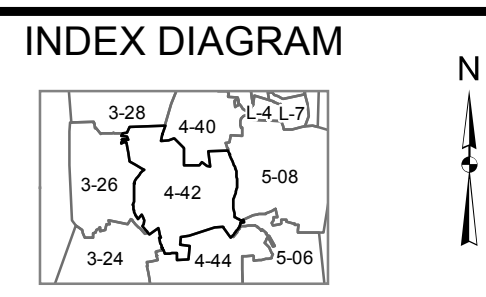 INDEX DIAGRAM
N
3-28 4-40 L-4 L-7
3-26 4-42 5-08
3-24 4-44 5-06